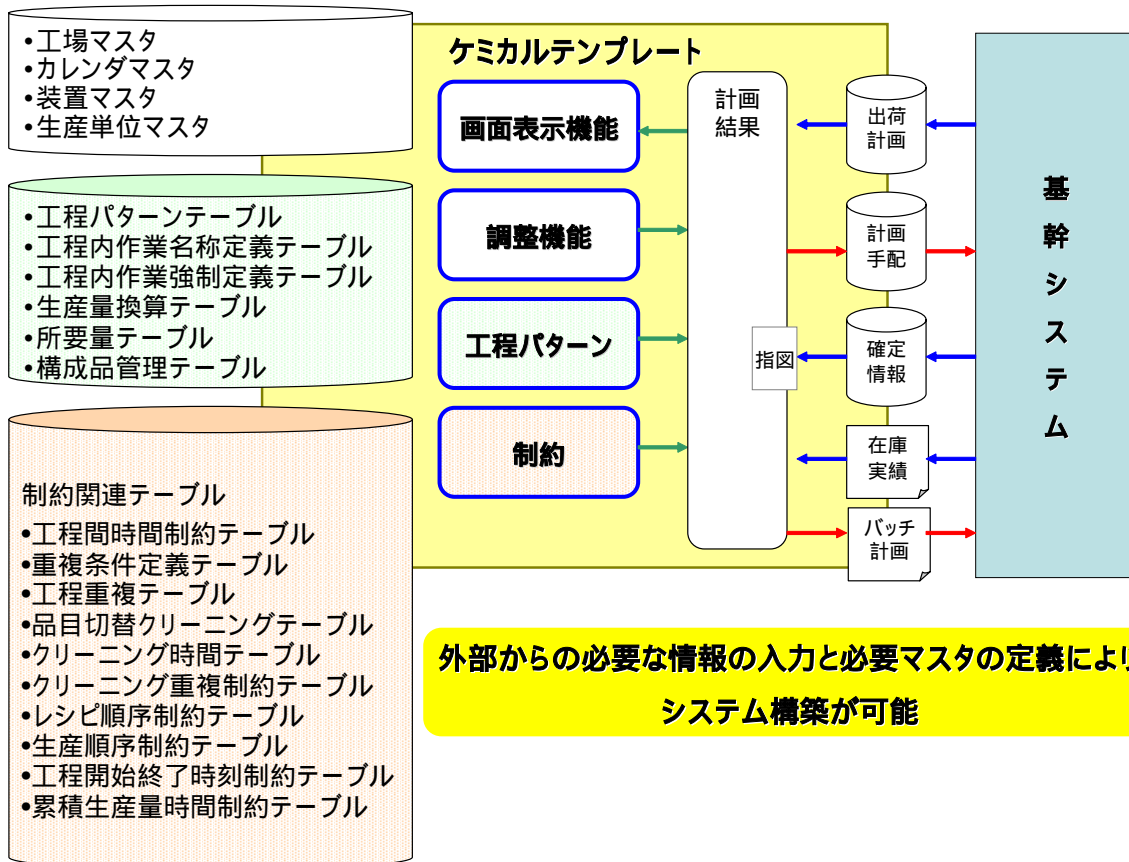 •工場マスタ
•カレンダマスタ
•装置マスタ
•生産単位マスタ
•工程パターンテーブル
•工程内作業名称定義テーブル
•工程内作業強制定義テーブル
•生産量換算テーブル
•所要量テーブル
•構成品管理テーブル
制約関連テーブル
•工程間時間制約テーブル
•重複条件定義テーブル
•工程重複テーブル
•品目切替クリーニングテーブル
•クリーニング時間テーブル
•クリーニング重複制約テーブル
•レシピ順序制約テーブル
•生産順序制約テーブル
•工程開始終了時刻制約テーブル
•累積生産量時間制約テーブル
ケミカルテンプレート
画面表示機能
調整機能
工程パターン
制約
計画
結果
指図
出荷
計画
計画
手配
確定
情報
在庫
実績
バッチ
計画
基
幹
シ
ス
テ
ム
外部からの必要な情報の入力と必要マスタの定義により
システム構築が可能